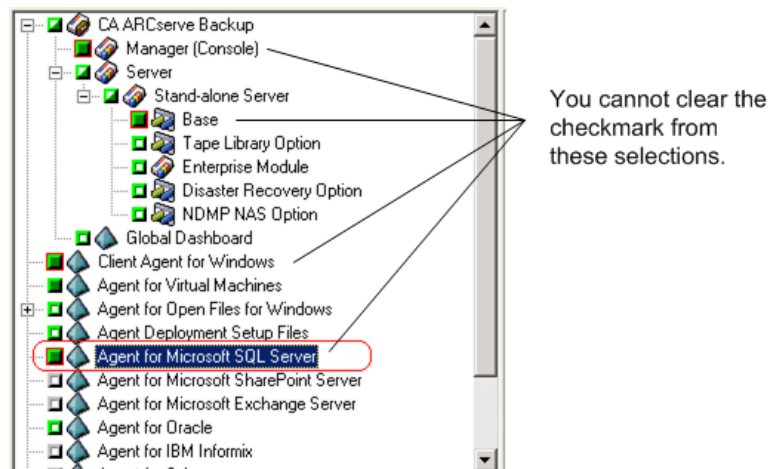 CA ARCserve Backup
Manager (Console)
Server
Stand-alone Server
Base
Tape Library Option
Enterprise Module
Disaster Recovery Option
NDMP NAS Option
Global Dashboard
Client Agent for Windows
Agent for Virtual Machines
Agent for Open Files for Windows
Agent Deployment Setup Files
Agent for Microsoft SQL Server
Agent for Microsoft SharePoint Server
Agent for Microsoft Exchange Server
Agent for Oracle
Agent for IBM Informix
You cannot clear the
checkmark from
these selections.